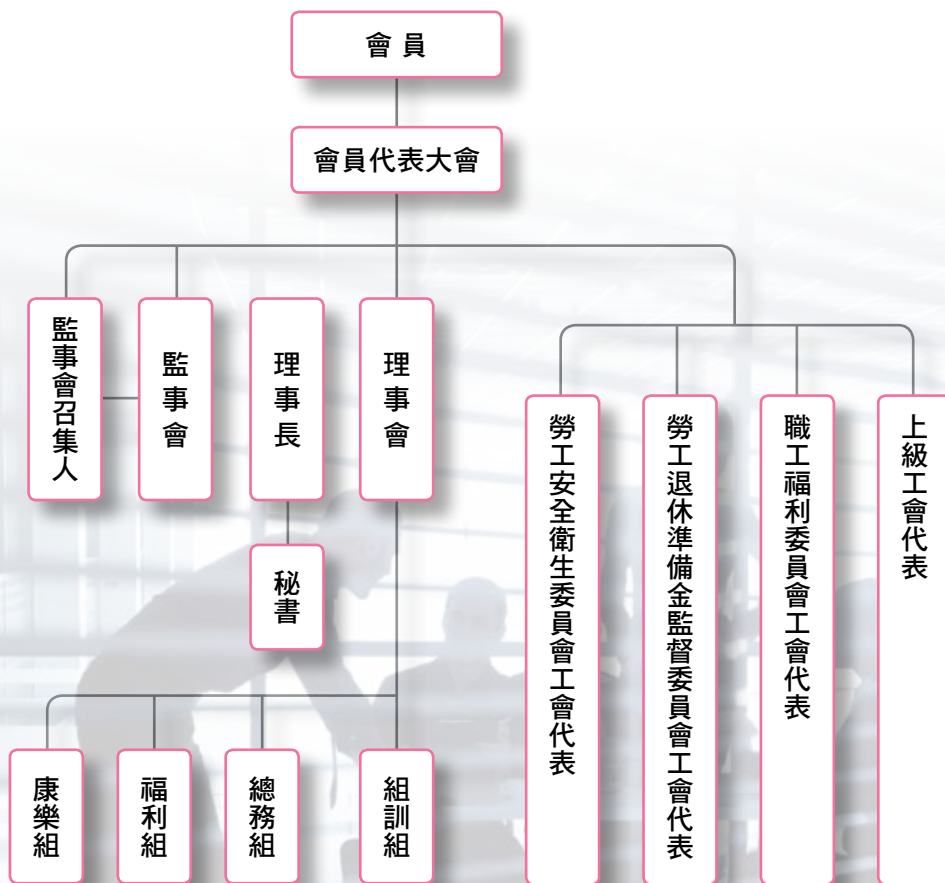 會員
會員代表大會
監事會召集人
監事會
理事長
理事會
秘書
康樂組
福利組
總務組
組訓組
勞工安全衛生委員會工會代表
勞工退休準備金監督委員會工會代表
職工福利委員會工會代表
上級工會代表